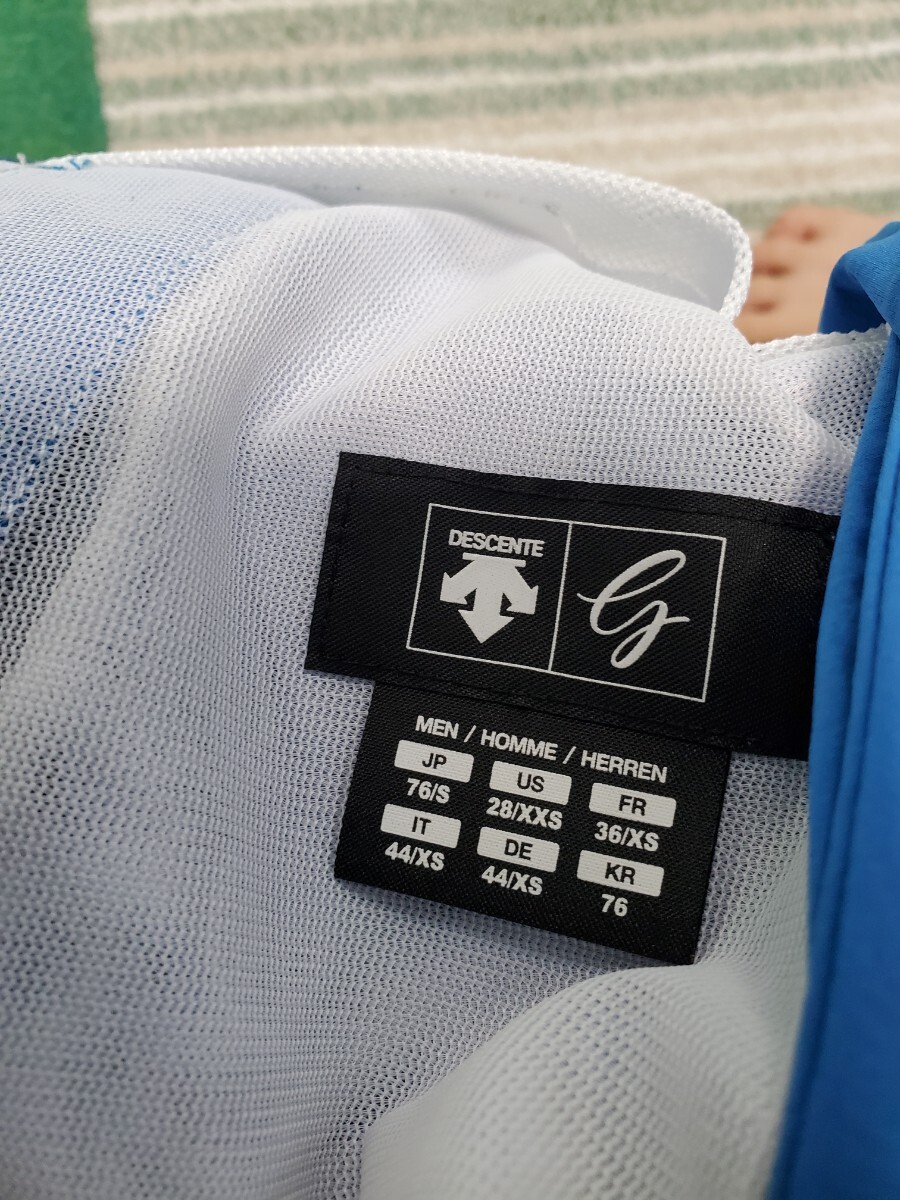 DESCENTE
G
MEN / HOMME / HERREN
JP US FR
76/S 28/XXS 36/XS
IT DE KR
44/XS 44/XS 76